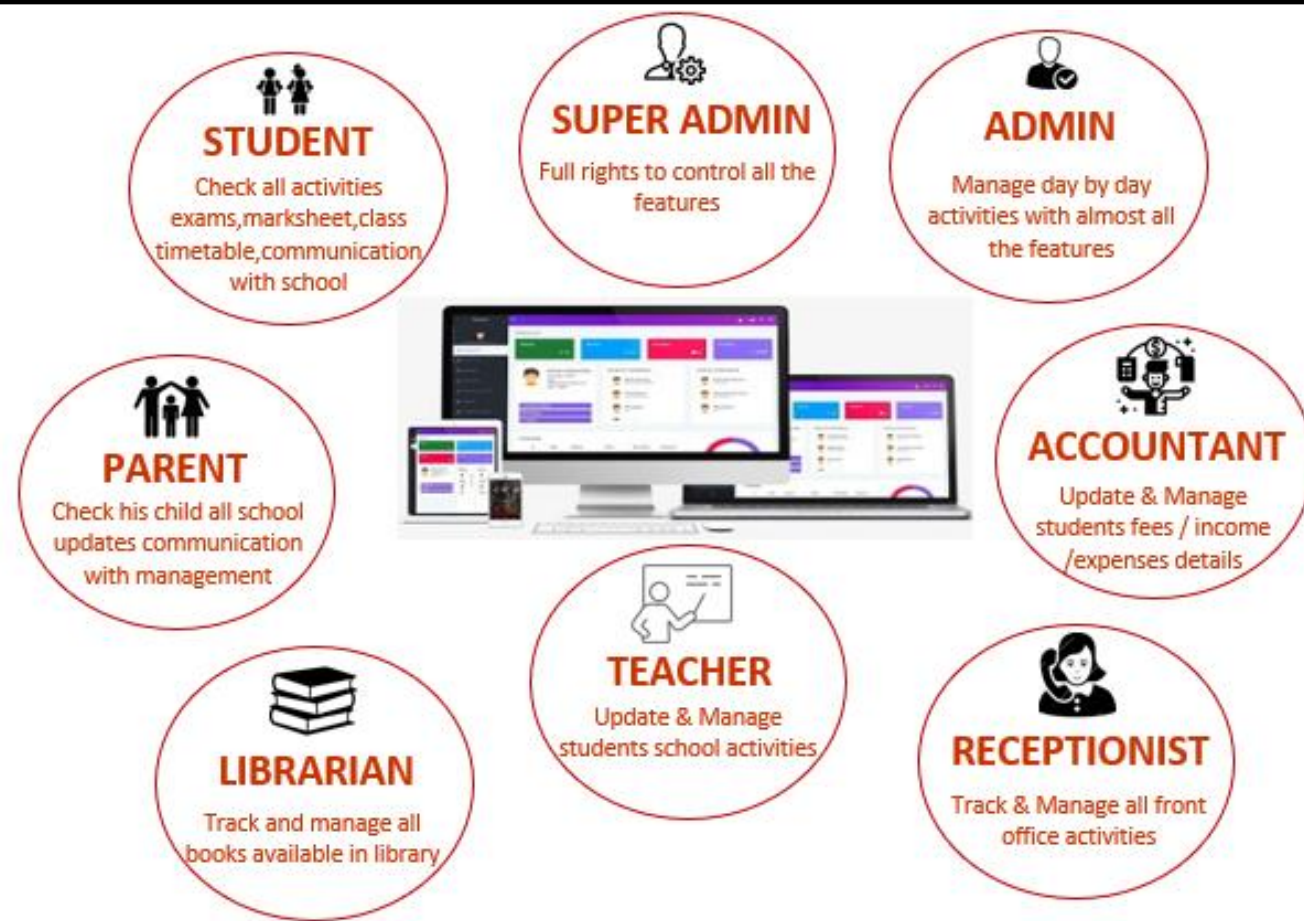 STUDENT
Check all activities
exams,marksheet,class
timetable,communication
with school
SUPER ADMIN
Full rights to control all the
features
ADMIN
Manage day by day
activities with almost all
the features
PARENT
Check his child all school
updates communication
with management
ACCOUNTANT
Update & Manage
students fees / income
/expenses details
LIBRARIAN
Track and manage all
books available in library
TEACHER
Update & Manage
students school activities
RECEPTIONIST
Track & Manage all front
office activities